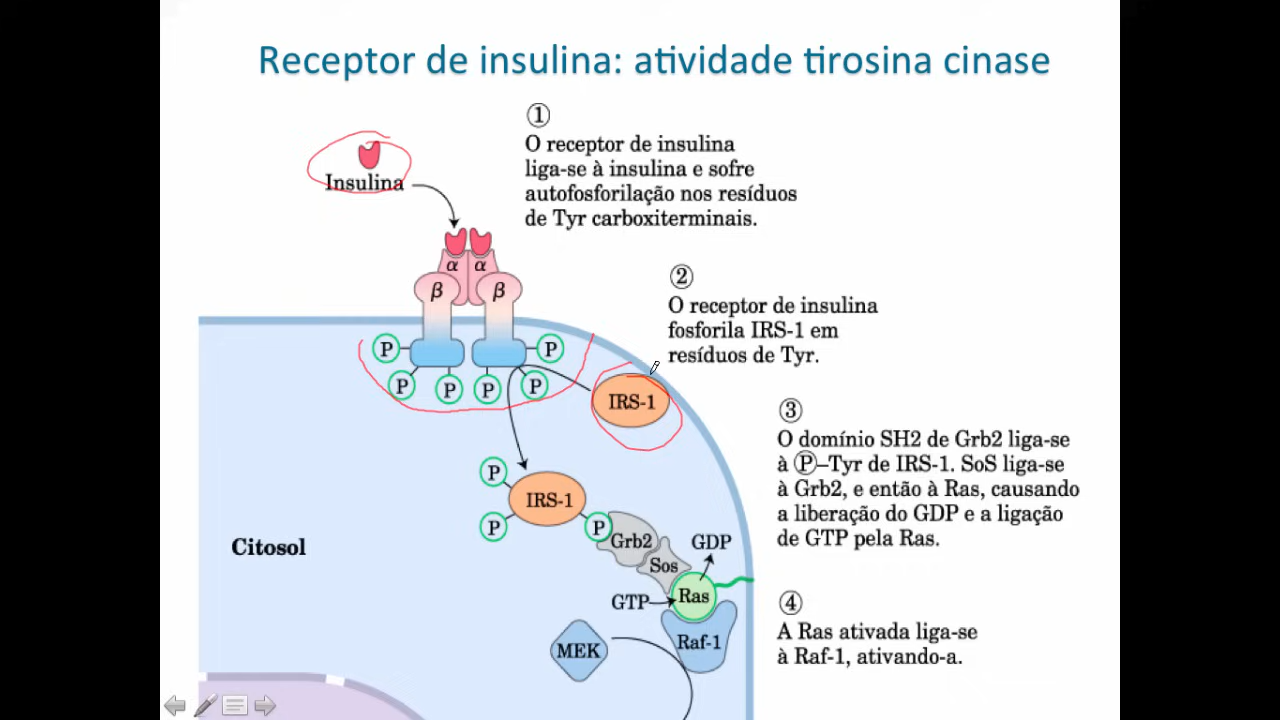 Receptor de insulina: atividade tirosina cinase
①
O receptor de insulina
liga-se à insulina e sofre
autofosforilação nos resíduos
de Tyr carboxiterminais.
Insulina
α α
β β
②
O receptor de insulina
fosforila IRS-1 em
resíduos de Tyr.
P P
P P P P
IRS-1
③
O domínio SH2 de Grb2 liga-se
à Ⓟ–Tyr de IRS-1. SoS liga-se
à Grb2, e então à Ras, causando
a liberação do GDP e a ligação
de GTP pela Ras.
P
IRS-1
P P
Grb2
Citosol
GDP
Sos
GTP
Ras
④
A Ras ativada liga-se
à Raf-1, ativando-a.
Raf-1
MEK